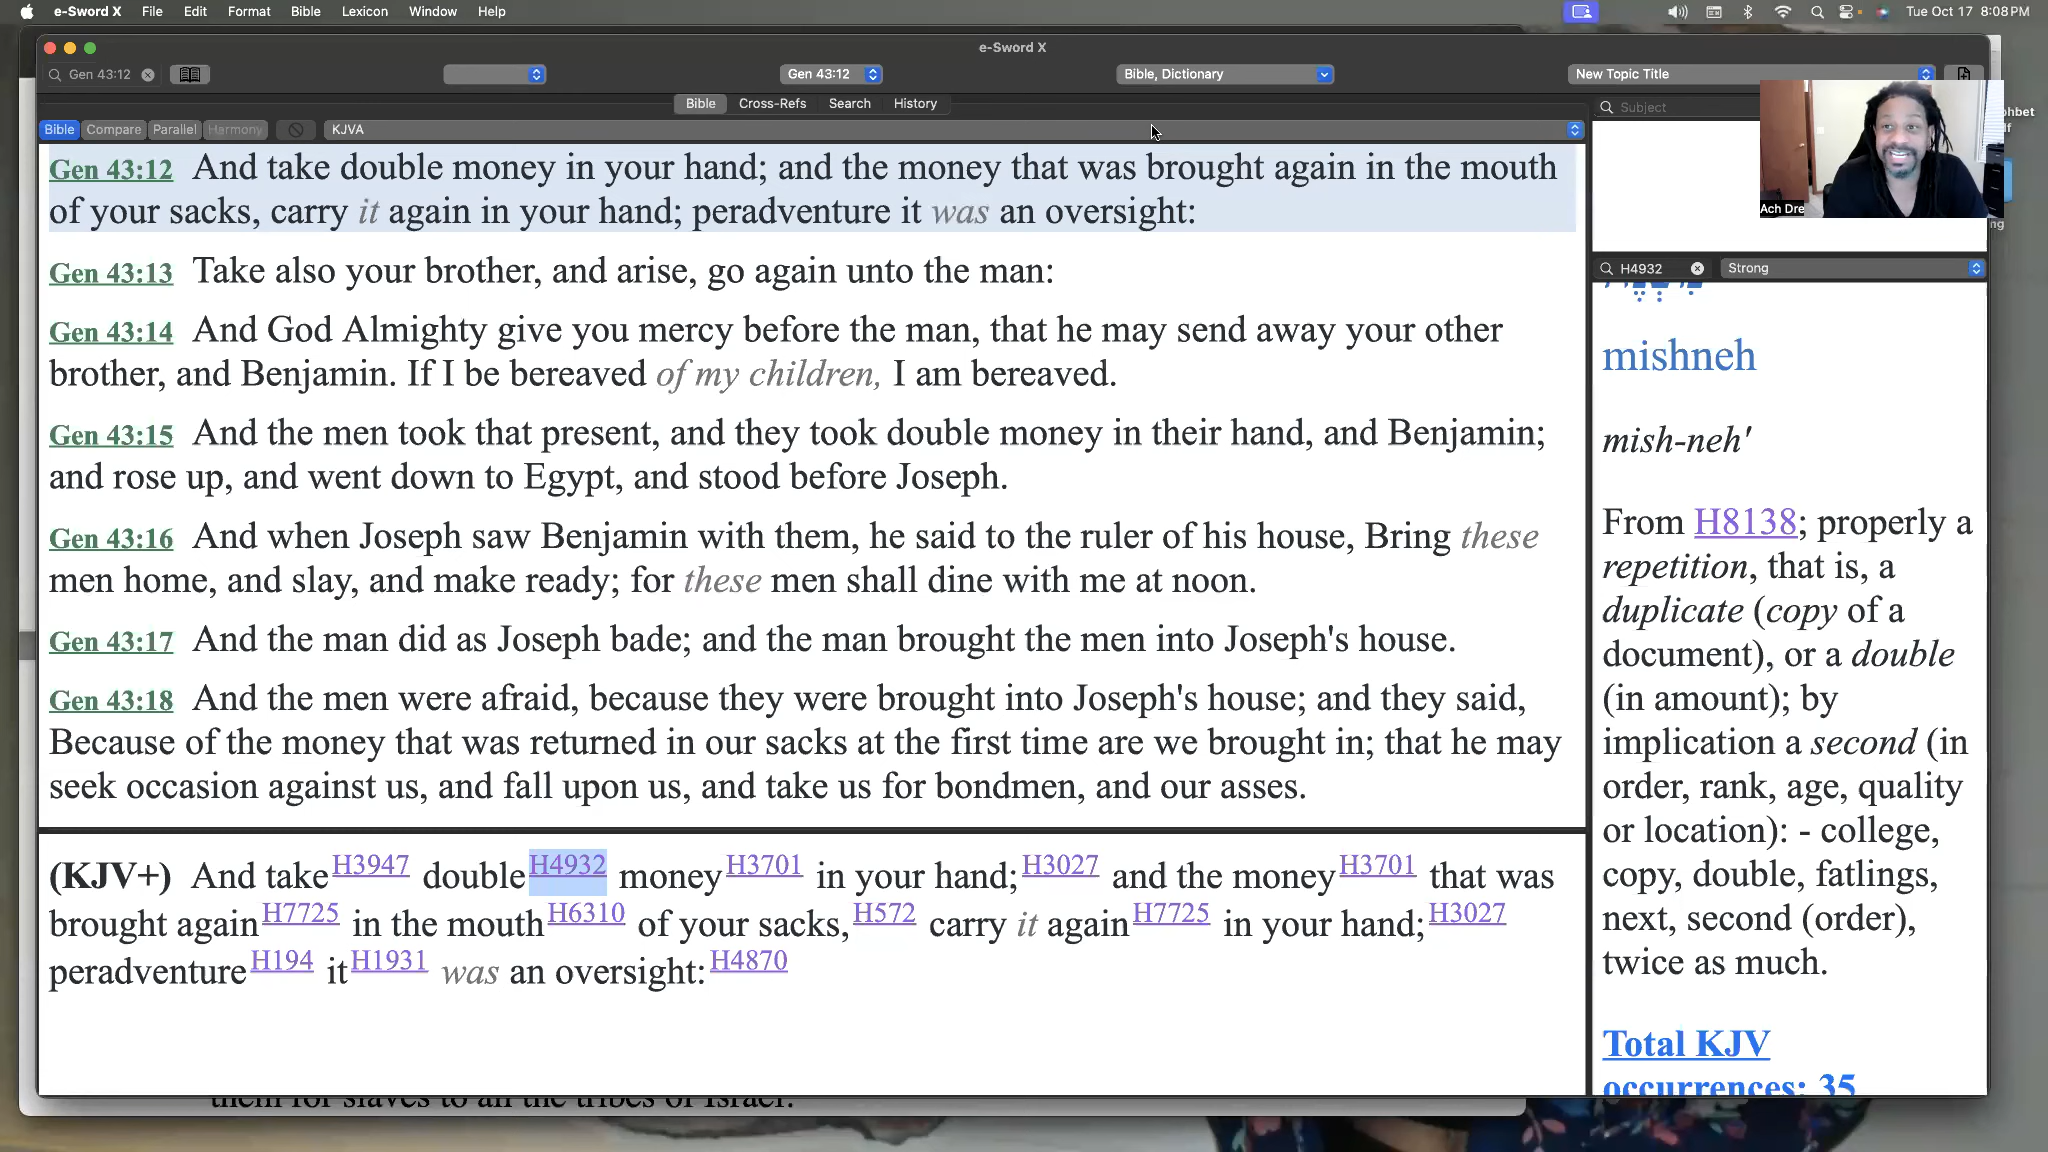 e-Sword X File Edit Format Bible Lexicon Window Help Tue Oct 17 8:08 PM
e-Sword X
Gen 43:12 Gen 43:12 Bible, Dictionary New Topic Title
Bible Cross-Refs Search History
Bible Compare Parallel Harmony KJVA
Subject
Gen 43:12 And take double money in your hand; and the money that was brought again in the mouth
of your sacks, carry it again in your hand; peradventure it was an oversight:
Gen 43:13 Take also your brother, and arise, go again unto the man:
Gen 43:14 And God Almighty give you mercy before the man, that he may send away your other
brother, and Benjamin. If I be bereaved of my children, I am bereaved.
Gen 43:15 And the men took that present, and they took double money in their hand, and Benjamin;
and rose up, and went down to Egypt, and stood before Joseph.
Gen 43:16 And when Joseph saw Benjamin with them, he said to the ruler of his house, Bring these
men home, and slay, and make ready; for these men shall dine with me at noon.
Gen 43:17 And the man did as Joseph bade; and the man brought the men into Joseph's house.
Gen 43:18 And the men were afraid, because they were brought into Joseph's house; and they said,
Because of the money that was returned in our sacks at the first time are we brought in; that he may
seek occasion against us, and fall upon us, and take us for bondmen, and our asses.
(KJV+) And take H3947 double H4932 money H3701 in your hand; H3027 and the money H3701 that was
brought again H7725 in the mouth H6310 of your sacks, H572 carry it again H7725 in your hand; H3027
peradventure H194 it H1931 was an oversight: H4870
them for slaves to all the tribes of Israel.
Ach Dre
H4932 Strong
mishneh
mish-neh'
From H8138; properly a
repetition, that is, a
duplicate (copy of a
document), or a double
(in amount); by
implication a second (in
order, rank, age, quality
or location): - college,
copy, double, fatlings,
next, second (order),
twice as much.
Total KJV
occurrences: 35